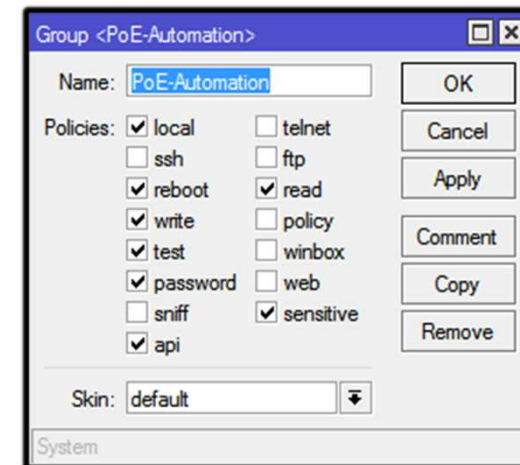 Group <PoE-Automation>
Name: PoE-Automation
OK
Policies: local telnet
Cancel
ssh ftp
reboot read
Apply
write policy
test winbox
Comment
password web
Copy
sniff sensitive
Remove
api
Skin: default
System